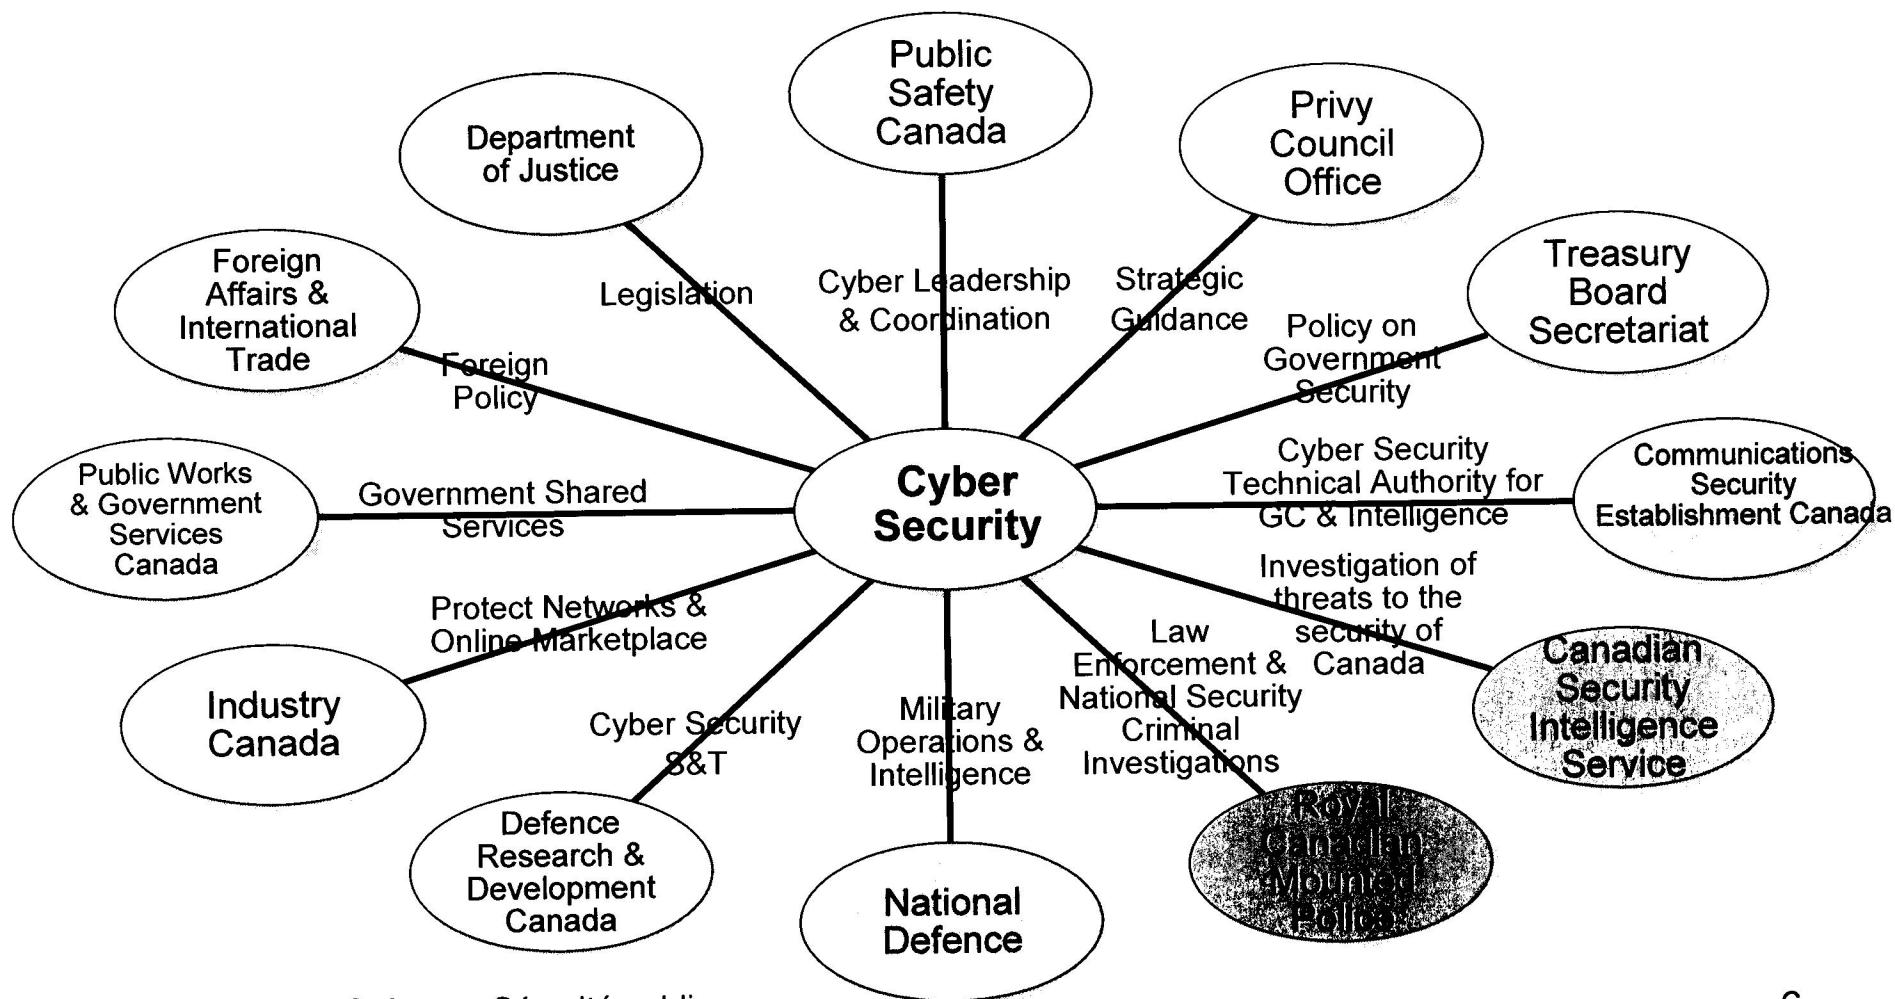 Public
Safety
Canada
Privy
Council
Office
Department
of Justice
Treasury
Board
Secretariat
Foreign
Affairs &
International
Trade
Legislation
Cyber Leadership
& Coordination
Strategic
Guidance
Policy on
Government
Security
Foreign
Policy
Public Works
& Government
Services
Canada
Government Shared
Services
Cyber
Security
Cyber Security
Technical Authority for
GC & Intelligence
Communications
Security
Establishment Canada
Protect Networks &
Online Marketplace
Investigation of
threats to the
security of
Canada
Law
Enforcement &
National Security
Criminal
Investigations
Canadian
Security
Intelligence
Service
Industry
Canada
Cyber Security
S&T
Military
Operations &
Intelligence
Royal
Canadian
Mounted
Police
Defence
Research &
Development
Canada
National
Defence